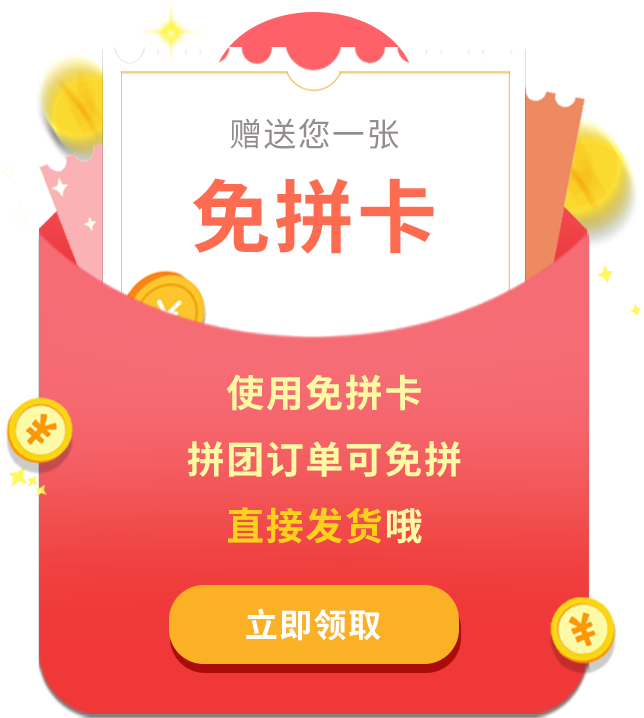 赠送您一张
免拼卡
使用免拼卡
拼团订单可免拼
直接发货哦
立即领取